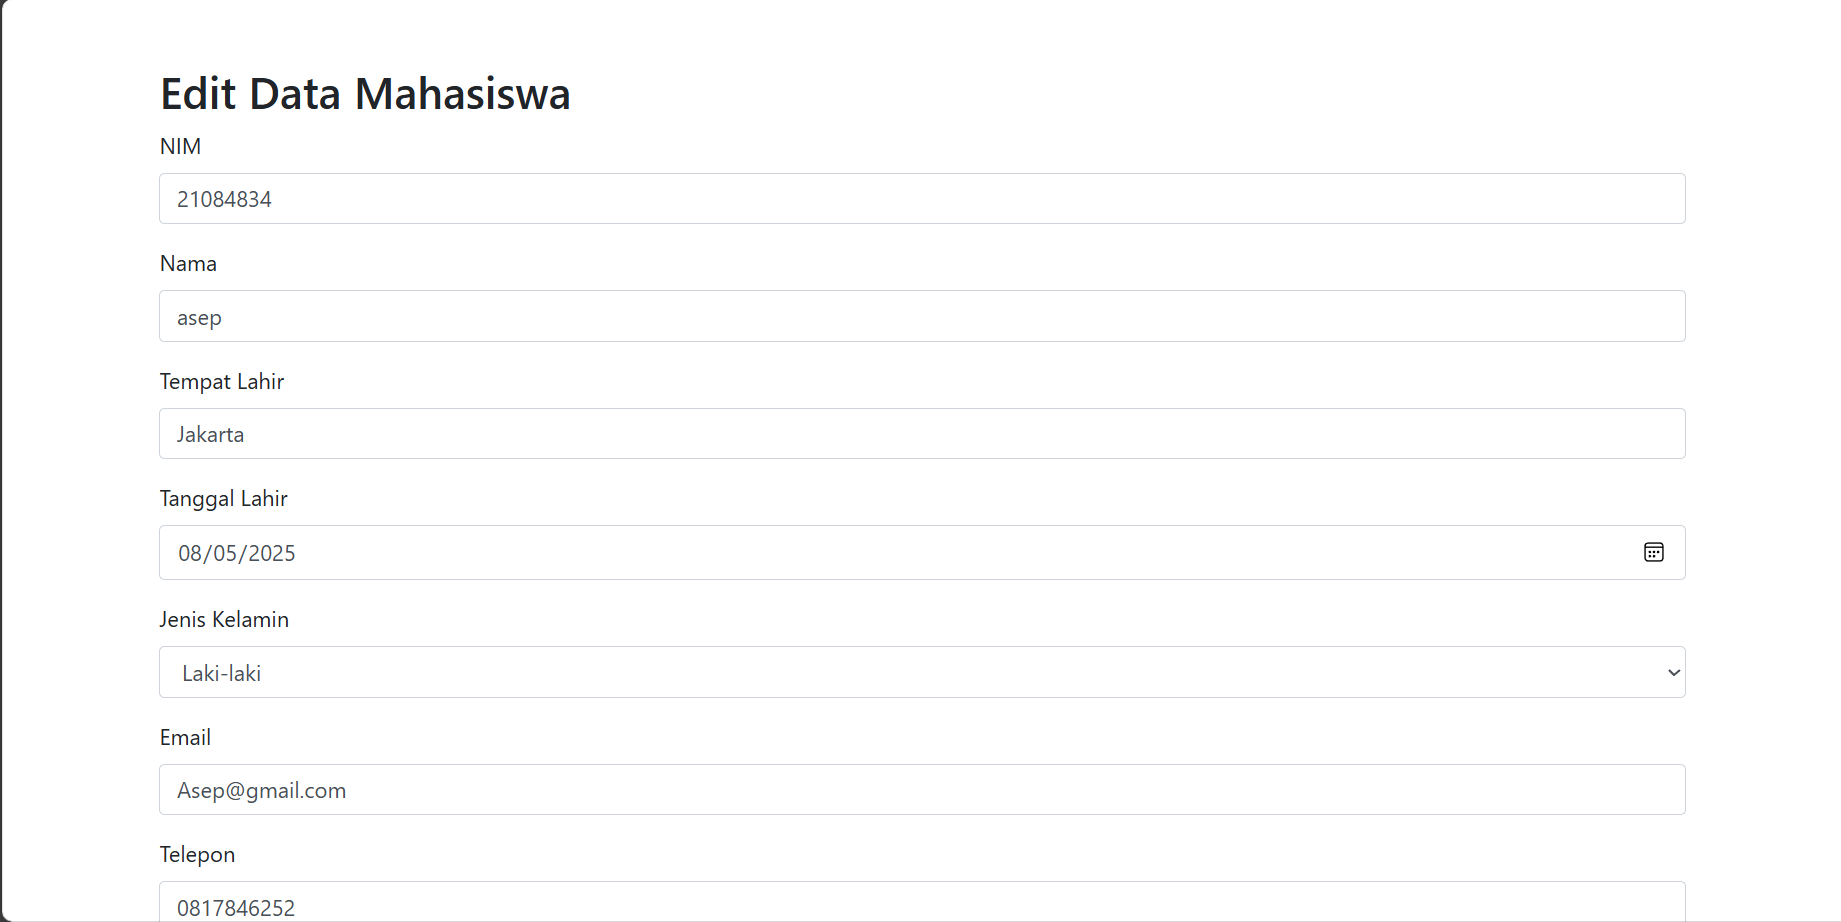 Edit Data Mahasiswa
NIM
21084834
Nama
asep
Tempat Lahir
Jakarta
Tanggal Lahir
08/05/2025
Jenis Kelamin
Laki-laki
Email
Asep@gmail.com
Telepon
0817846252